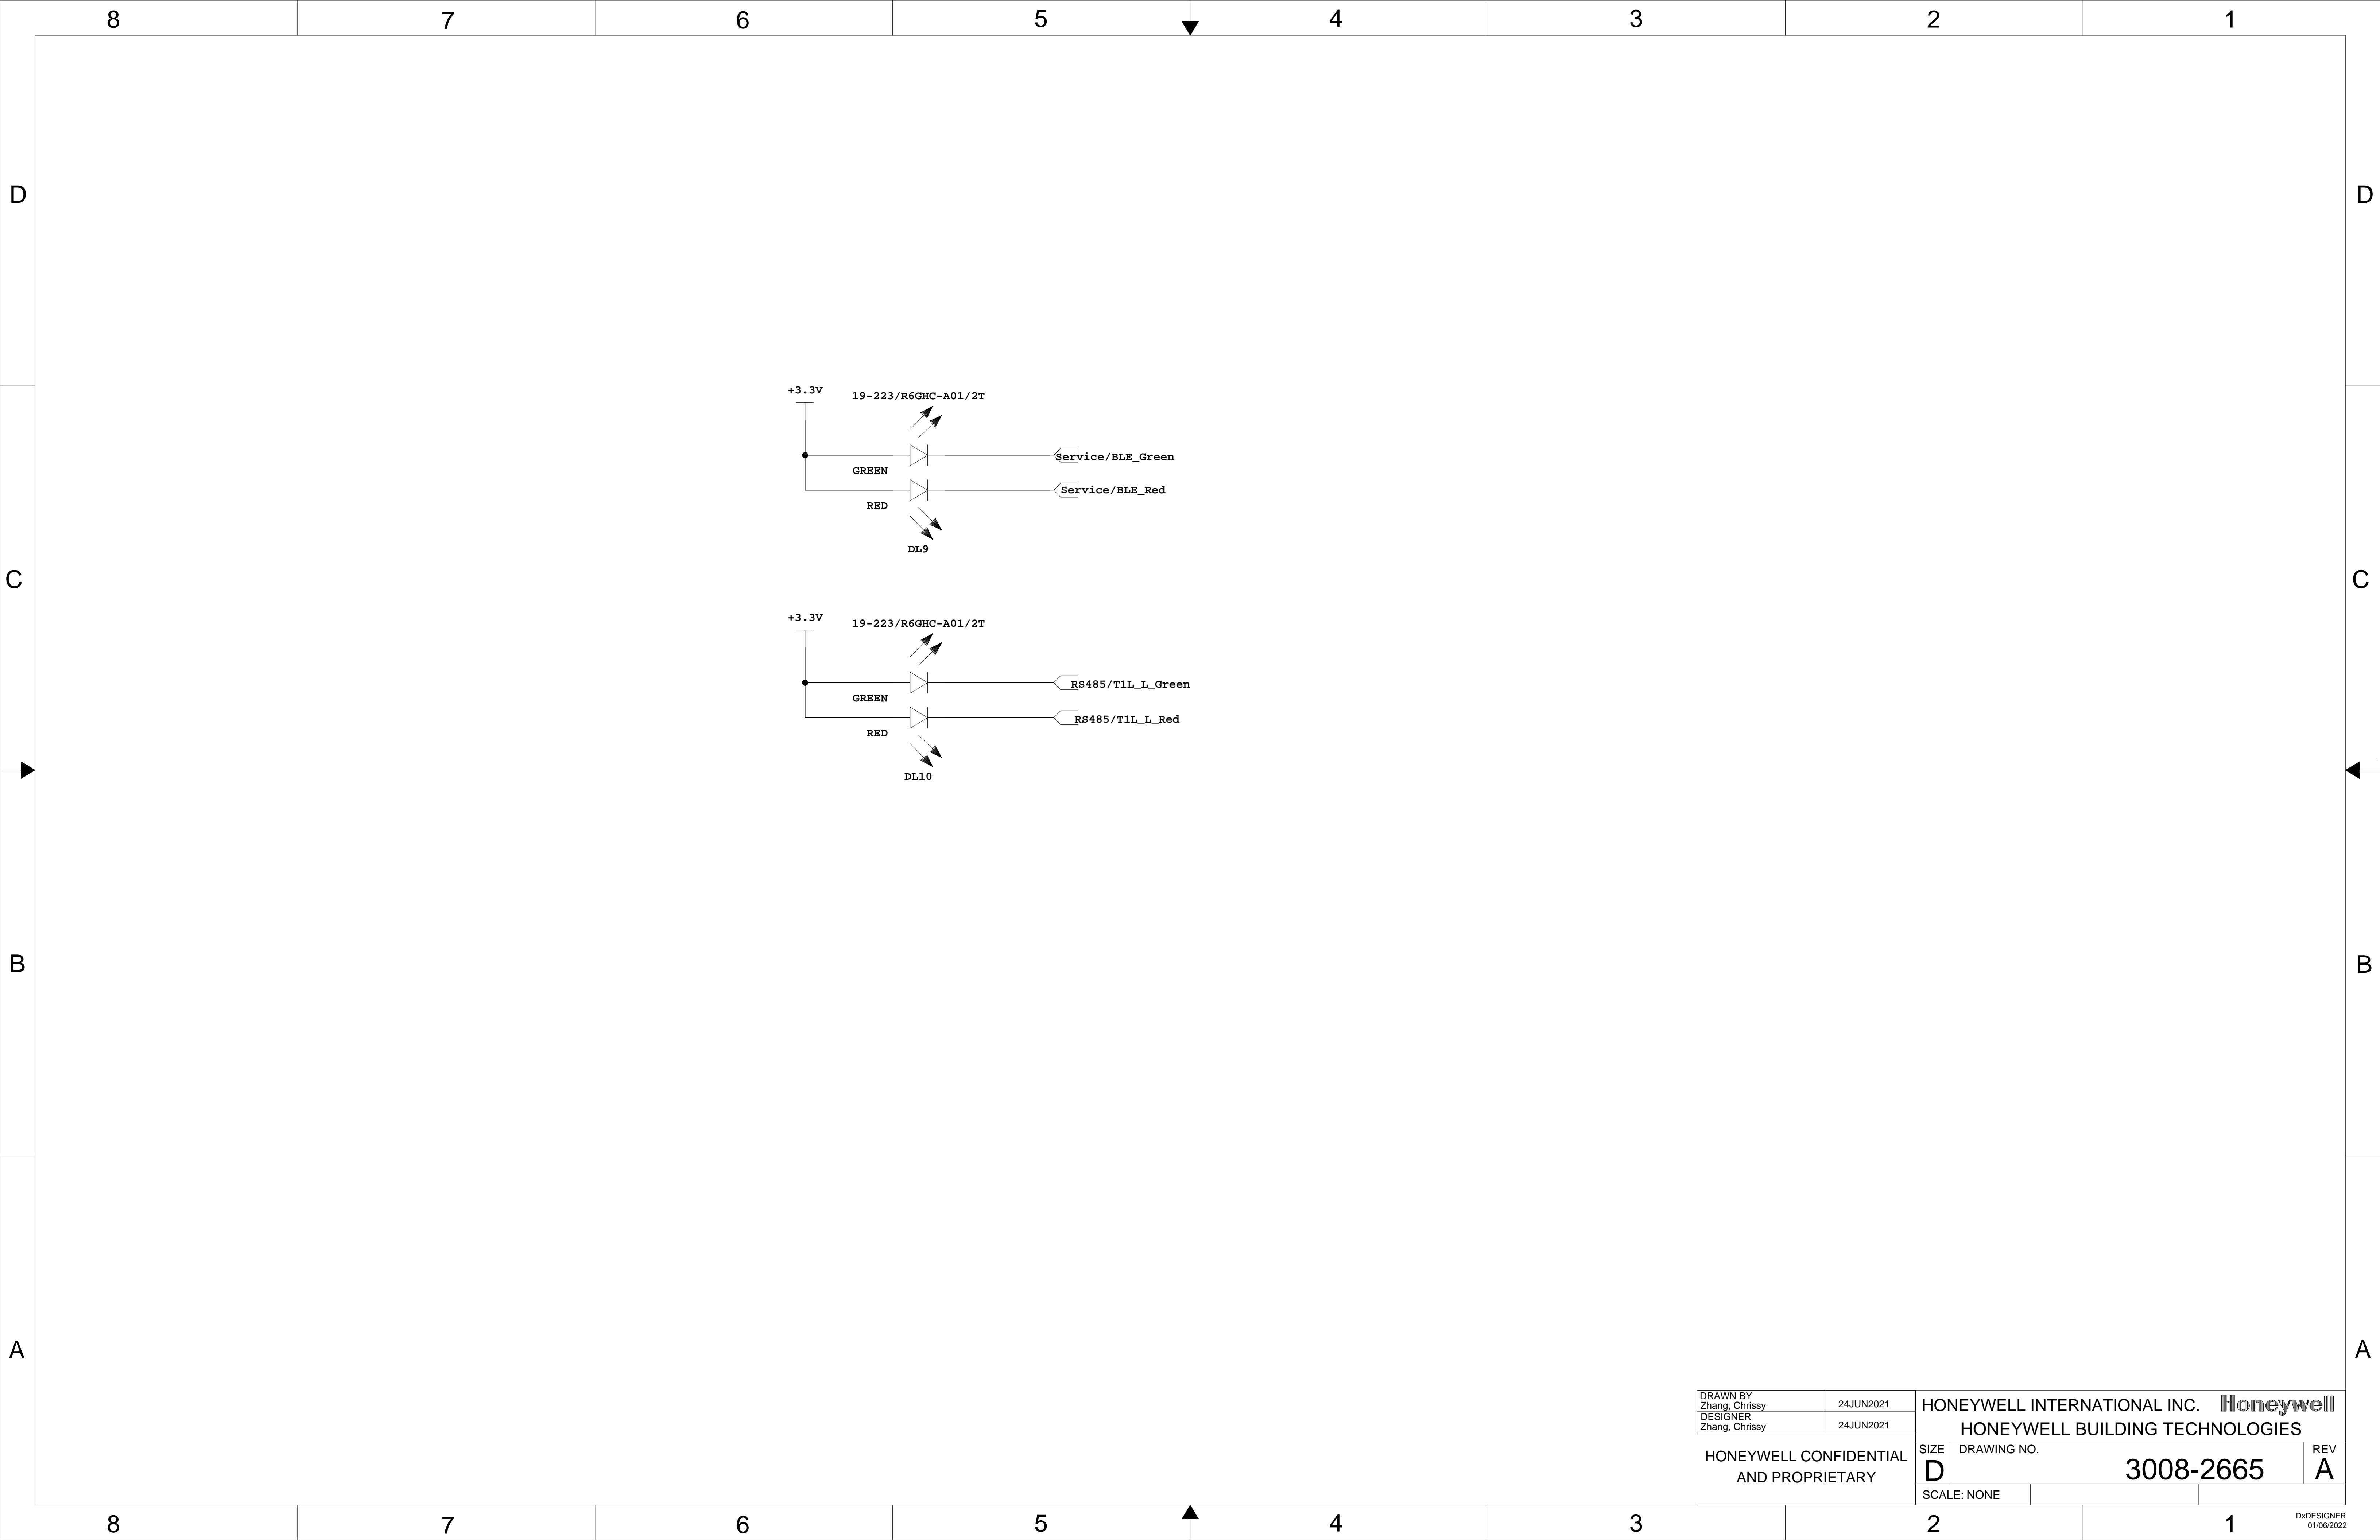 8 7 6 5 4 3 2 1
D D
+3.3V
19-223/R6GHC-A01/2T
Service/BLE_Green
GREEN
Service/BLE_Red
RED
DL9
C C
+3.3V
19-223/R6GHC-A01/2T
RS485/T1L_L_Green
GREEN
RS485/T1L_L_Red
RED
DL10
B B
A A
DRAWN BY
Zhang, Chrissy 24JUN2021
DESIGNER
Zhang, Chrissy 24JUN2021
HONEYWELL CONFIDENTIAL
AND PROPRIETARY
HONEYWELL INTERNATIONAL INC. Honeywell
HONEYWELL BUILDING TECHNOLOGIES
SIZE DRAWING NO. REV
D 3008-2665 A
SCALE: NONE
8 7 6 5 4 3 2 1
DxDESIGNER
01/06/2022